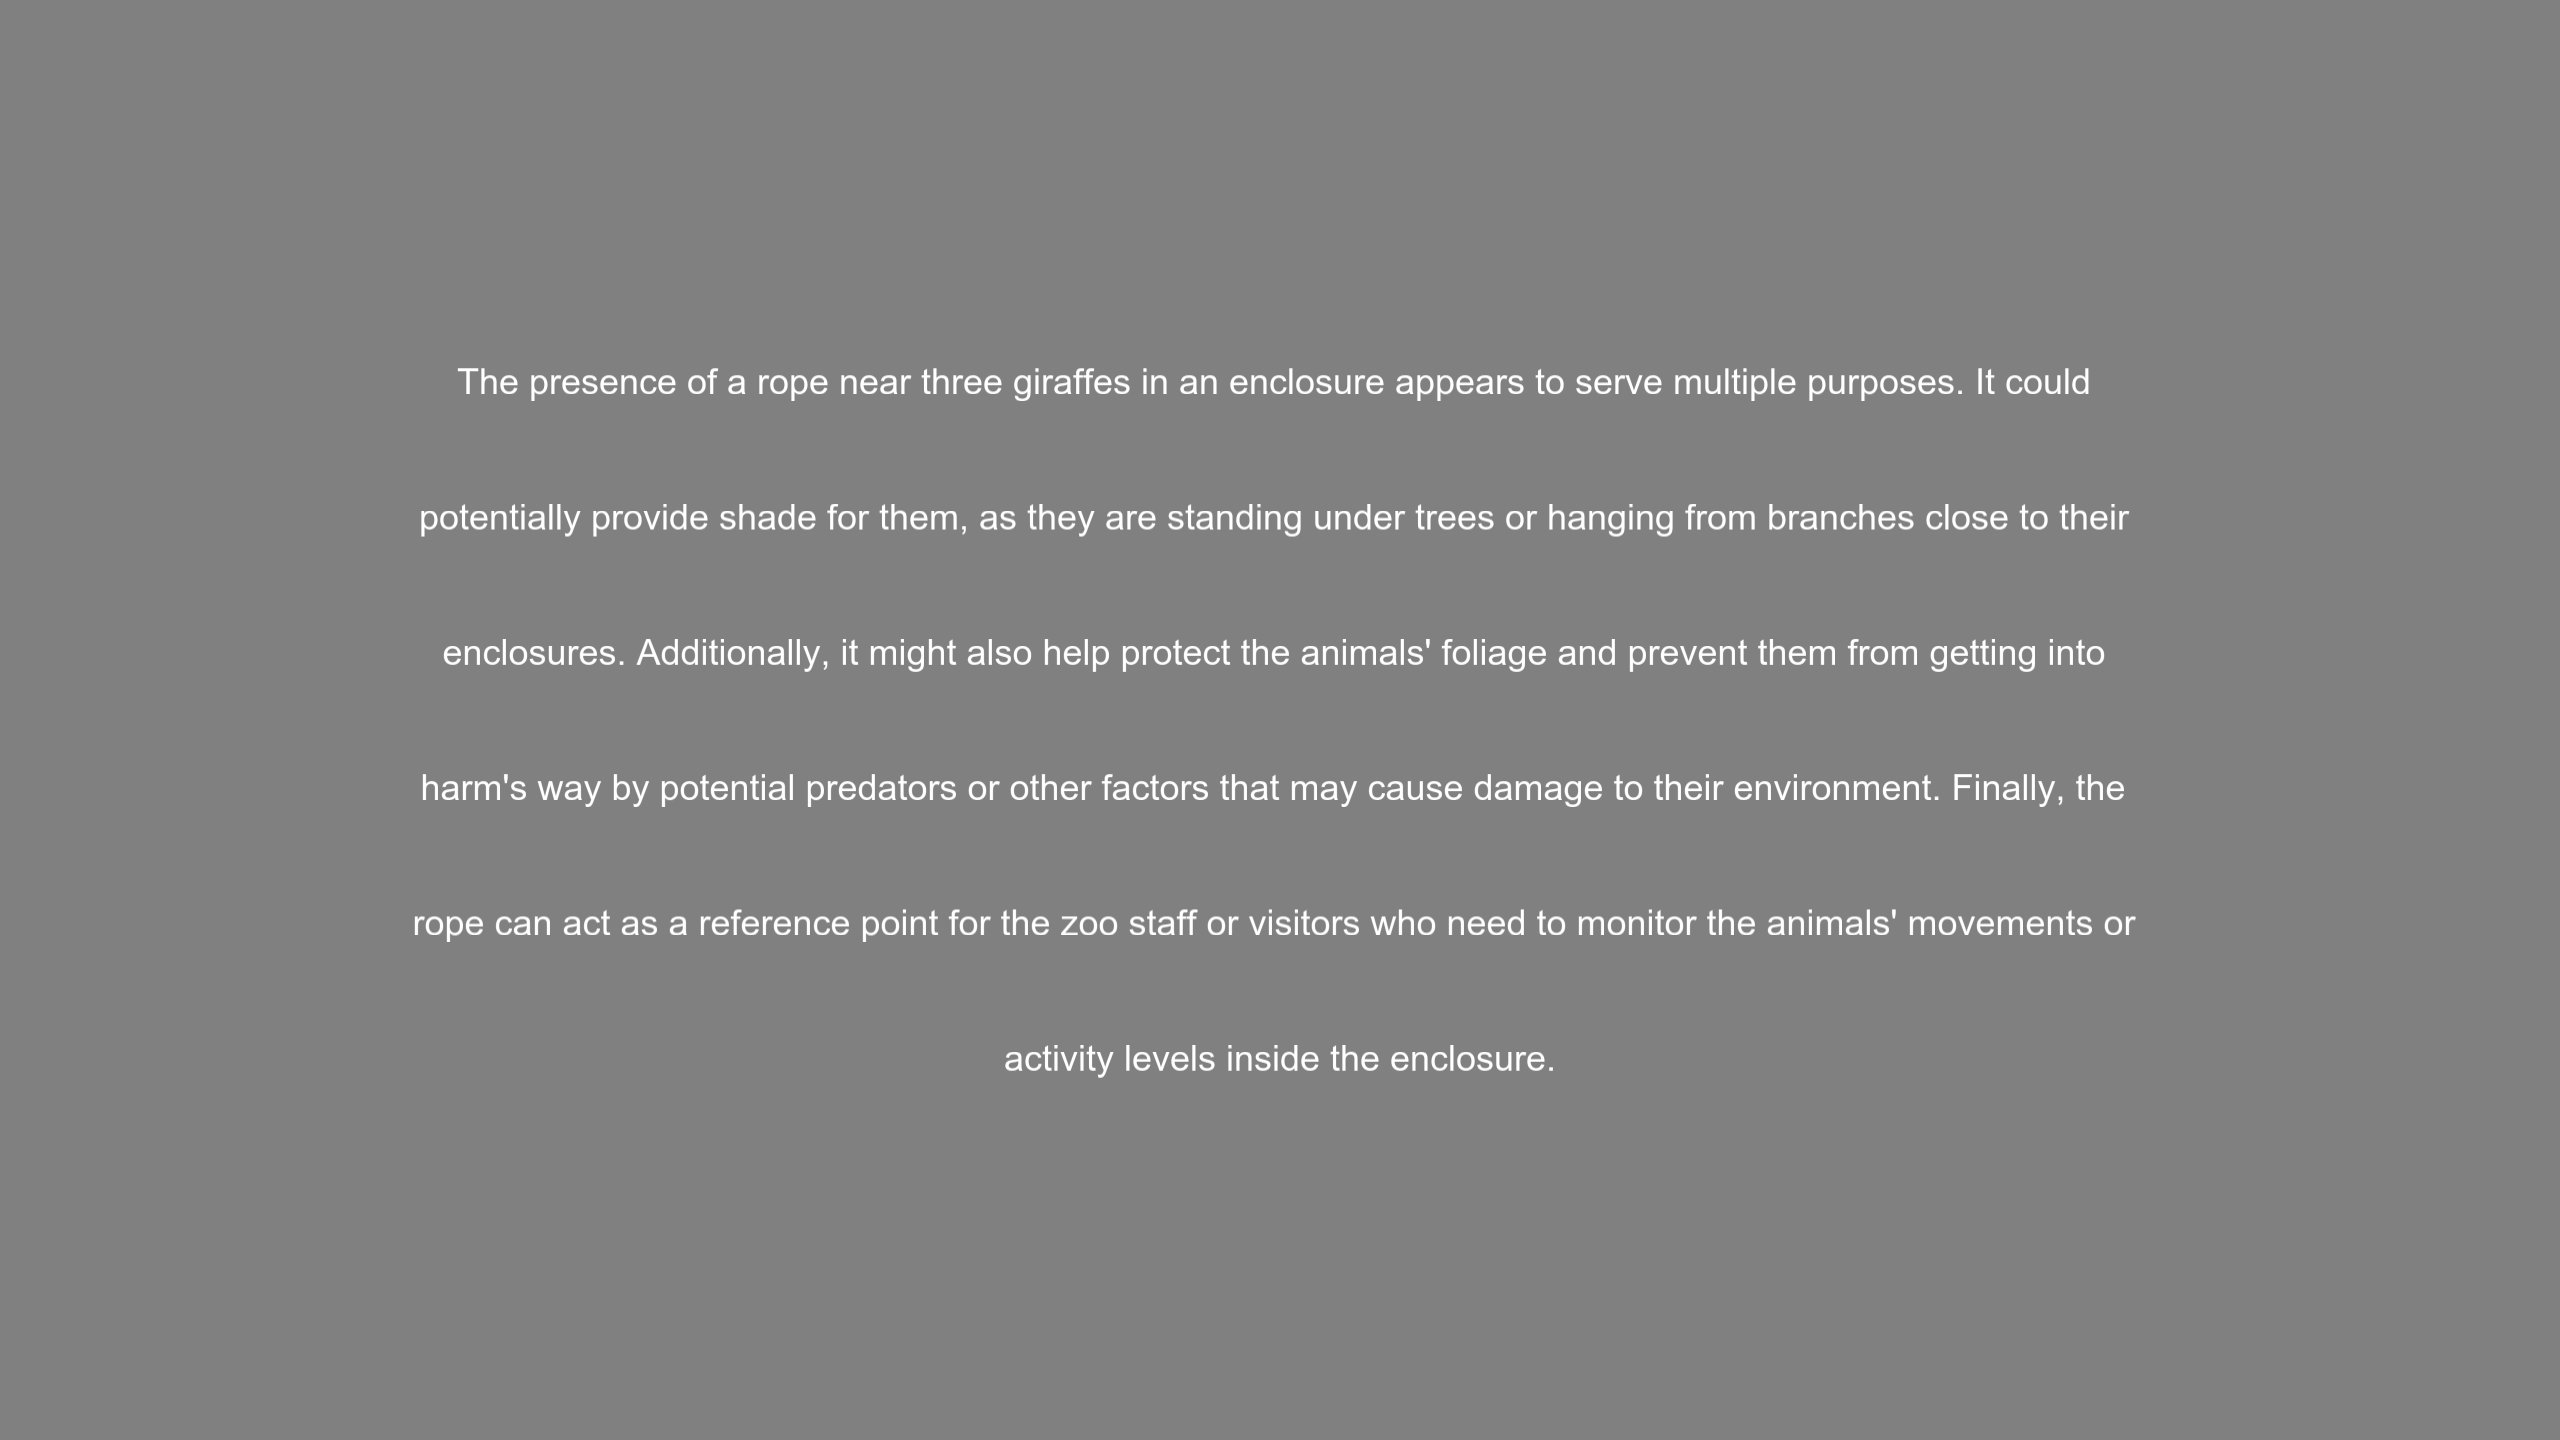 The presence of a rope near three giraffes in an enclosure appears to serve multiple purposes. It could
potentially provide shade for them, as they are standing under trees or hanging from branches close to their
enclosures. Additionally, it might also help protect the animals' foliage and prevent them from getting into
harm's way by potential predators or other factors that may cause damage to their environment. Finally, the
rope can act as a reference point for the zoo staff or visitors who need to monitor the animals' movements or
activity levels inside the enclosure.